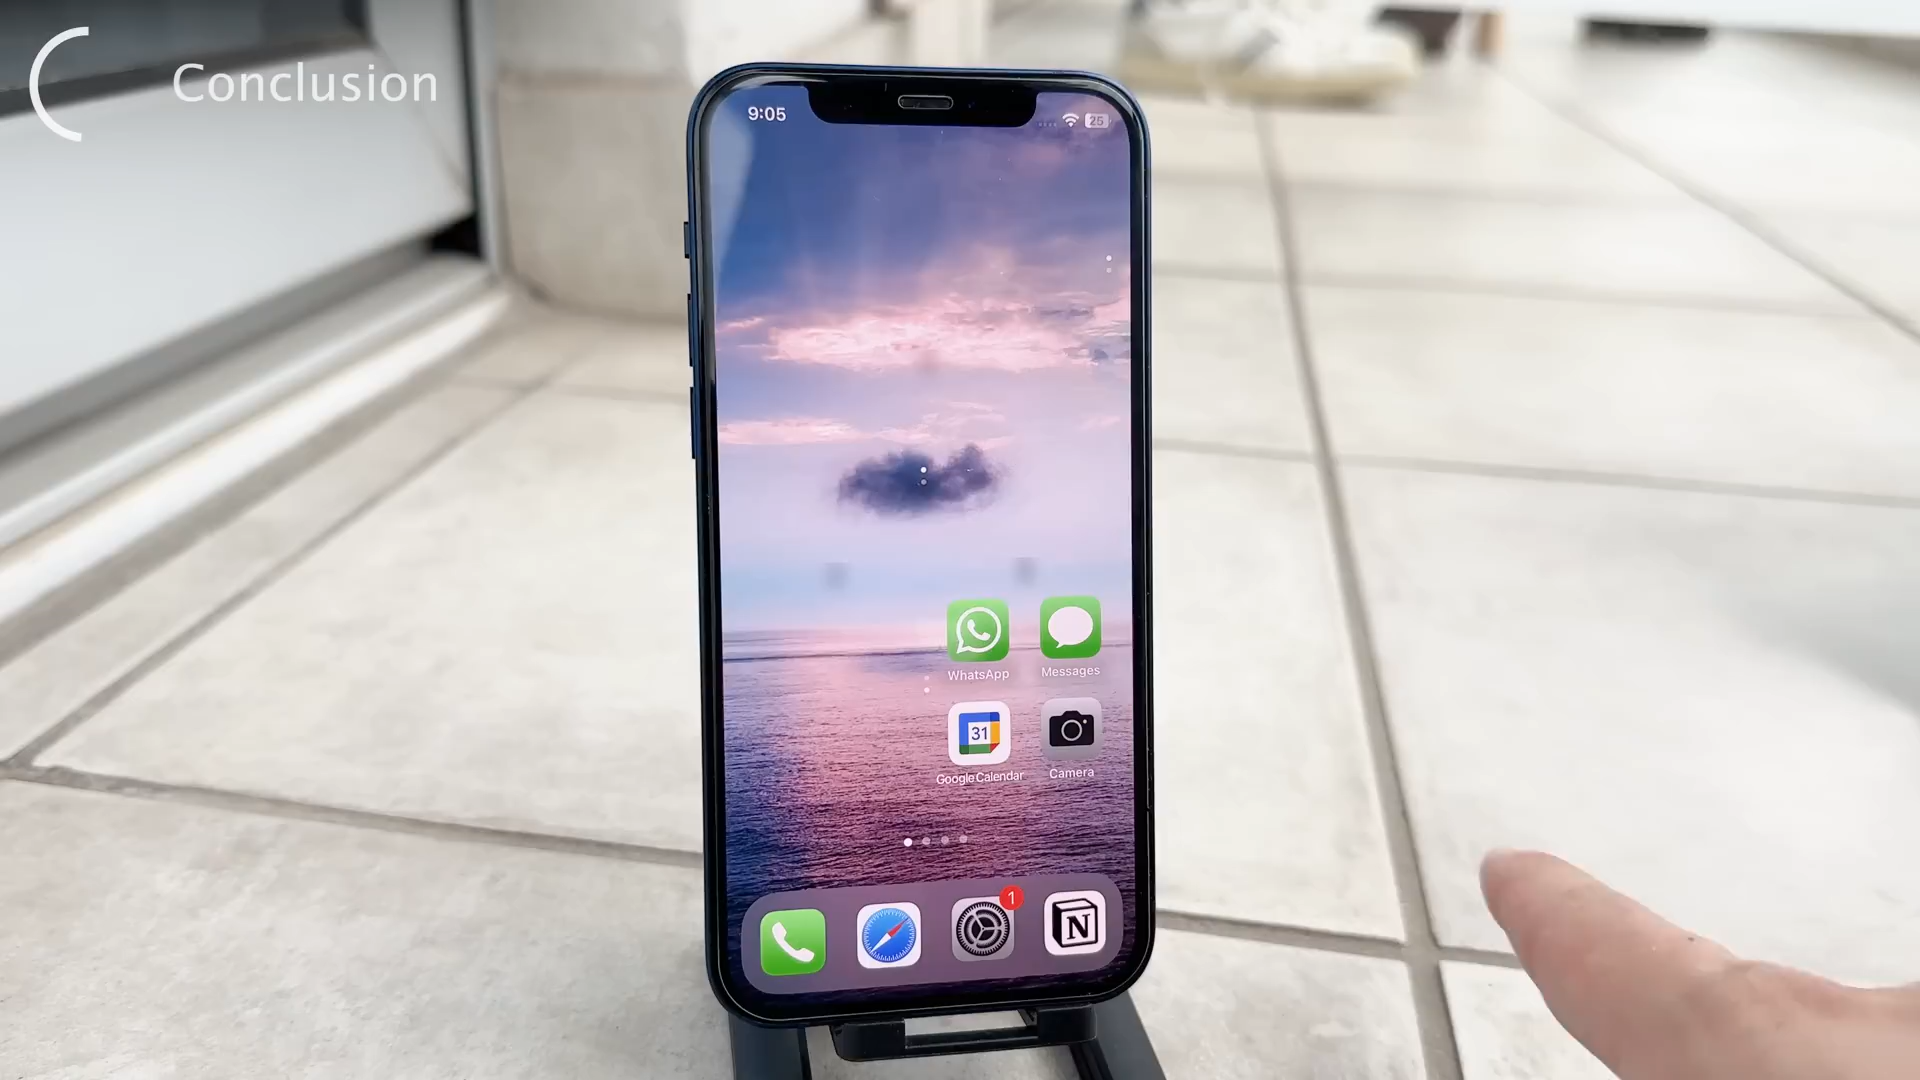 Conclusion
9:05
25
WhatsApp
Messages
31
Google Calendar
Camera
1
N